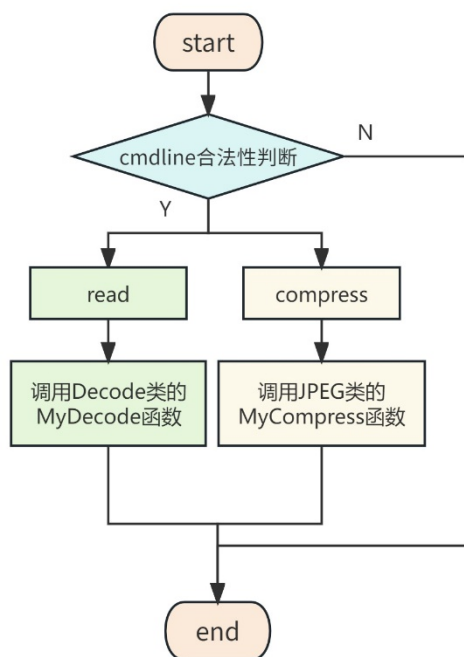 start
cmdline合法性判断
N
Y
read
compress
调用Decode类的
MyDecode函数
调用JPEG类的
MyCompress函数
end